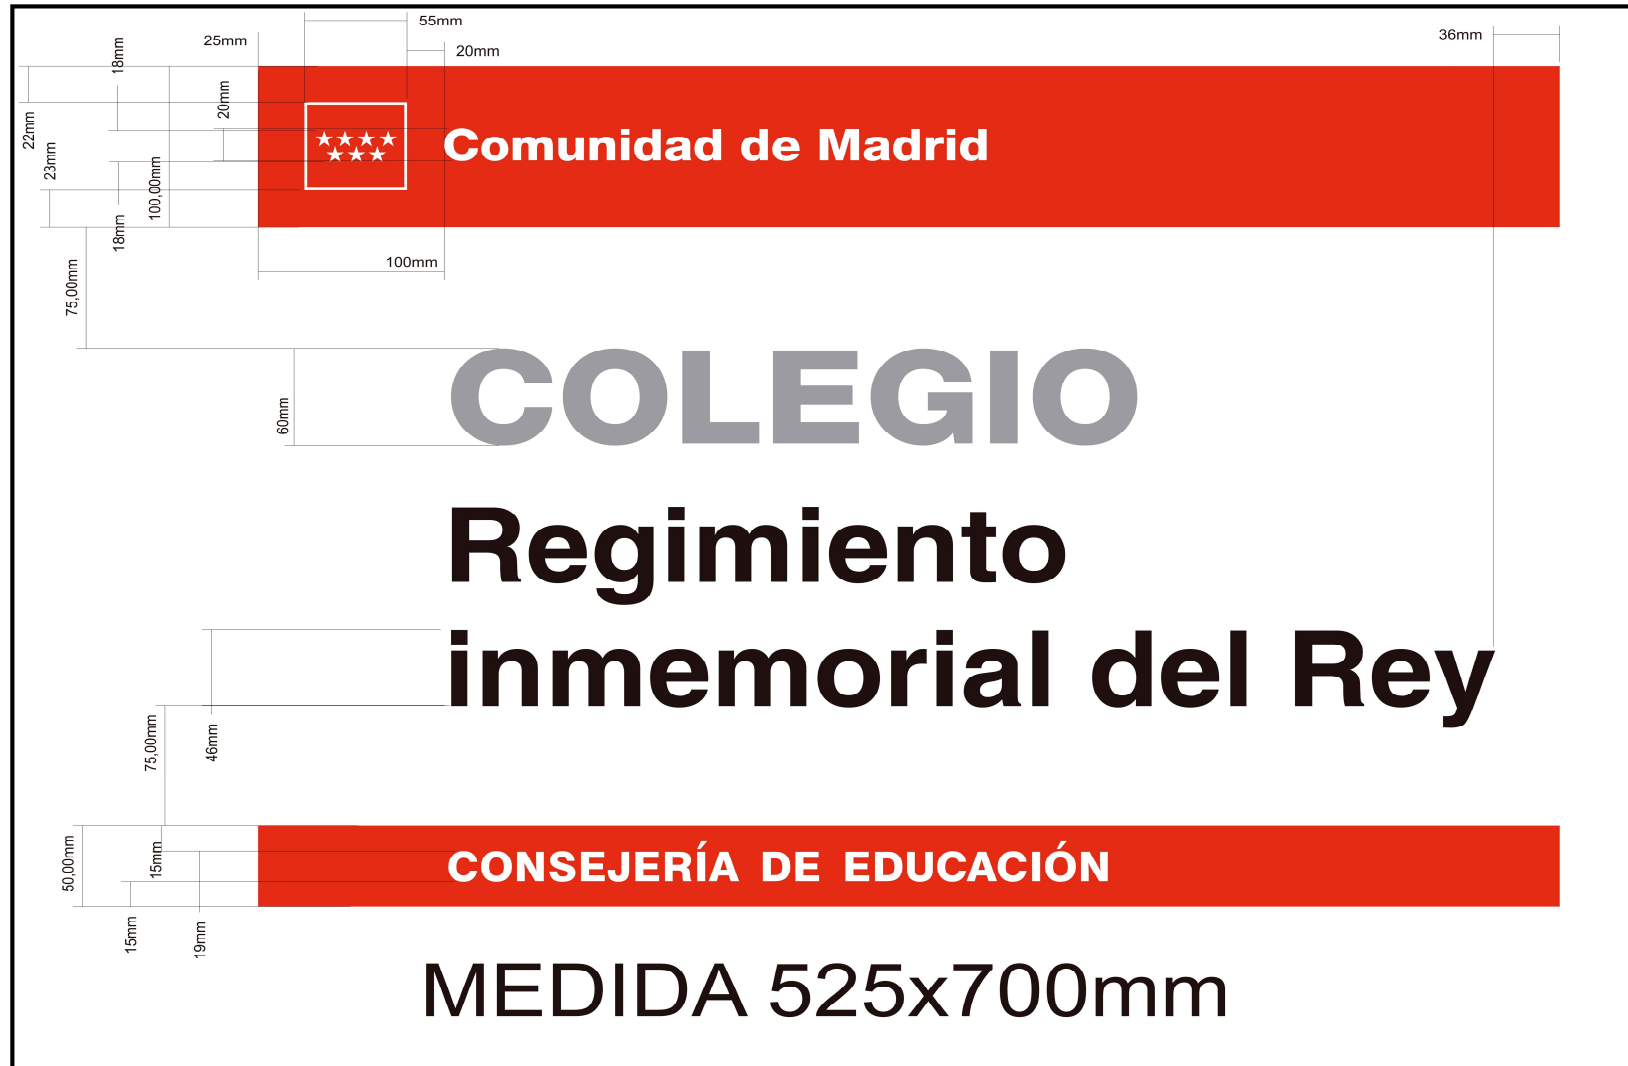 55mm
25mm
20mm
36mm
18mm
20mm
22mm
23mm
100,00mm
18mm
Comunidad de Madrid
100mm
75,00mm
COLEGIO
60mm
Regimiento
inmemorial del Rey
75,00mm
46mm
50,00mm
15mm
CONSEJERÍA DE EDUCACIÓN
15mm
19mm
MEDIDA 525x700mm